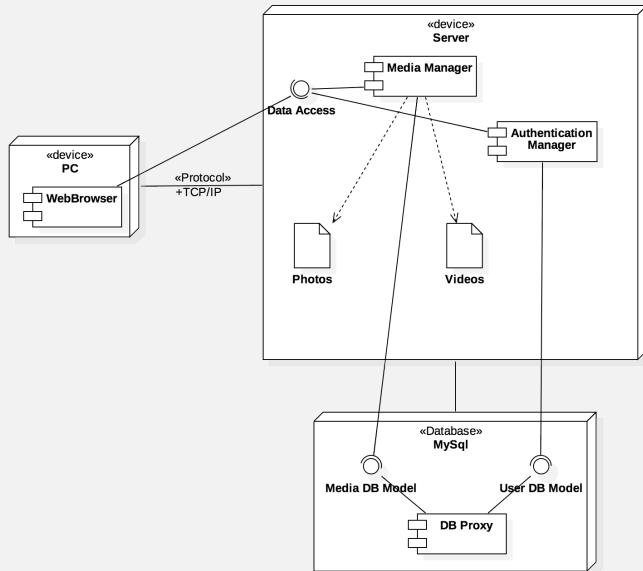 «device»
Server
Media Manager
Data Access
Authentication
Manager
«device»
PC
WebBrowser
«Protocol»
+TCP/IP
Photos
Videos
«Database»
MySql
Media DB Model
User DB Model
DB Proxy